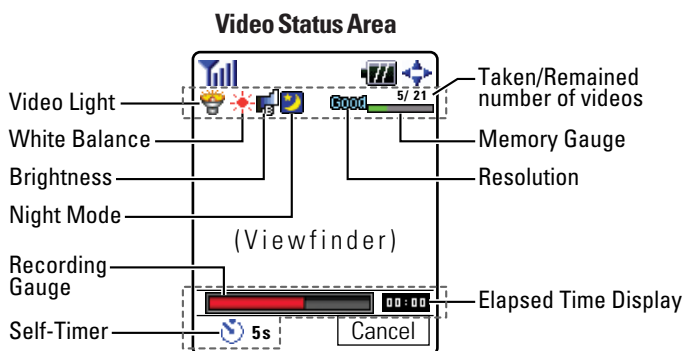 Video Status Area
Video Light
White Balance
Brightness
Night Mode
Recording
Gauge
Self-Timer
5/ 21
Good
(Viewfinder)
00:00
5s
Cancel
Taken/Remained
number of videos
Memory Gauge
Resolution
Elapsed Time Display